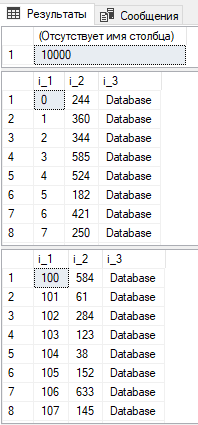 Результаты Сообщения
(Отсутствует имя столбца)
1 10000
i_1 i_2 i_3
1 0 244 Database
2 1 360 Database
3 2 344 Database
4 3 585 Database
5 4 524 Database
6 5 182 Database
7 6 421 Database
8 7 250 Database
i_1 i_2 i_3
1 100 584 Database
2 101 61 Database
3 102 284 Database
4 103 123 Database
5 104 38 Database
6 105 152 Database
7 106 633 Database
8 107 145 Database